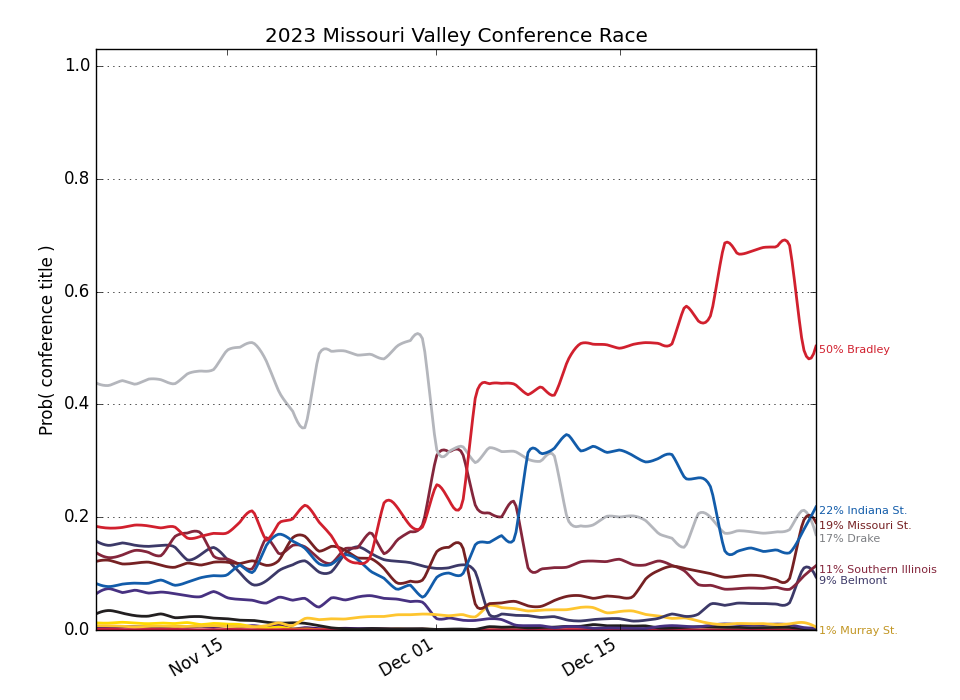 2023 Missouri Valley Conference Race
Prob( conference title )
1.0
0.8
0.6
0.4
0.2
0.0
Nov 15
Dec 01
Dec 15
50% Bradley
22% Indiana St.
19% Missouri St.
17% Drake
11% Southern Illinois
9% Belmont
1% Murray St.